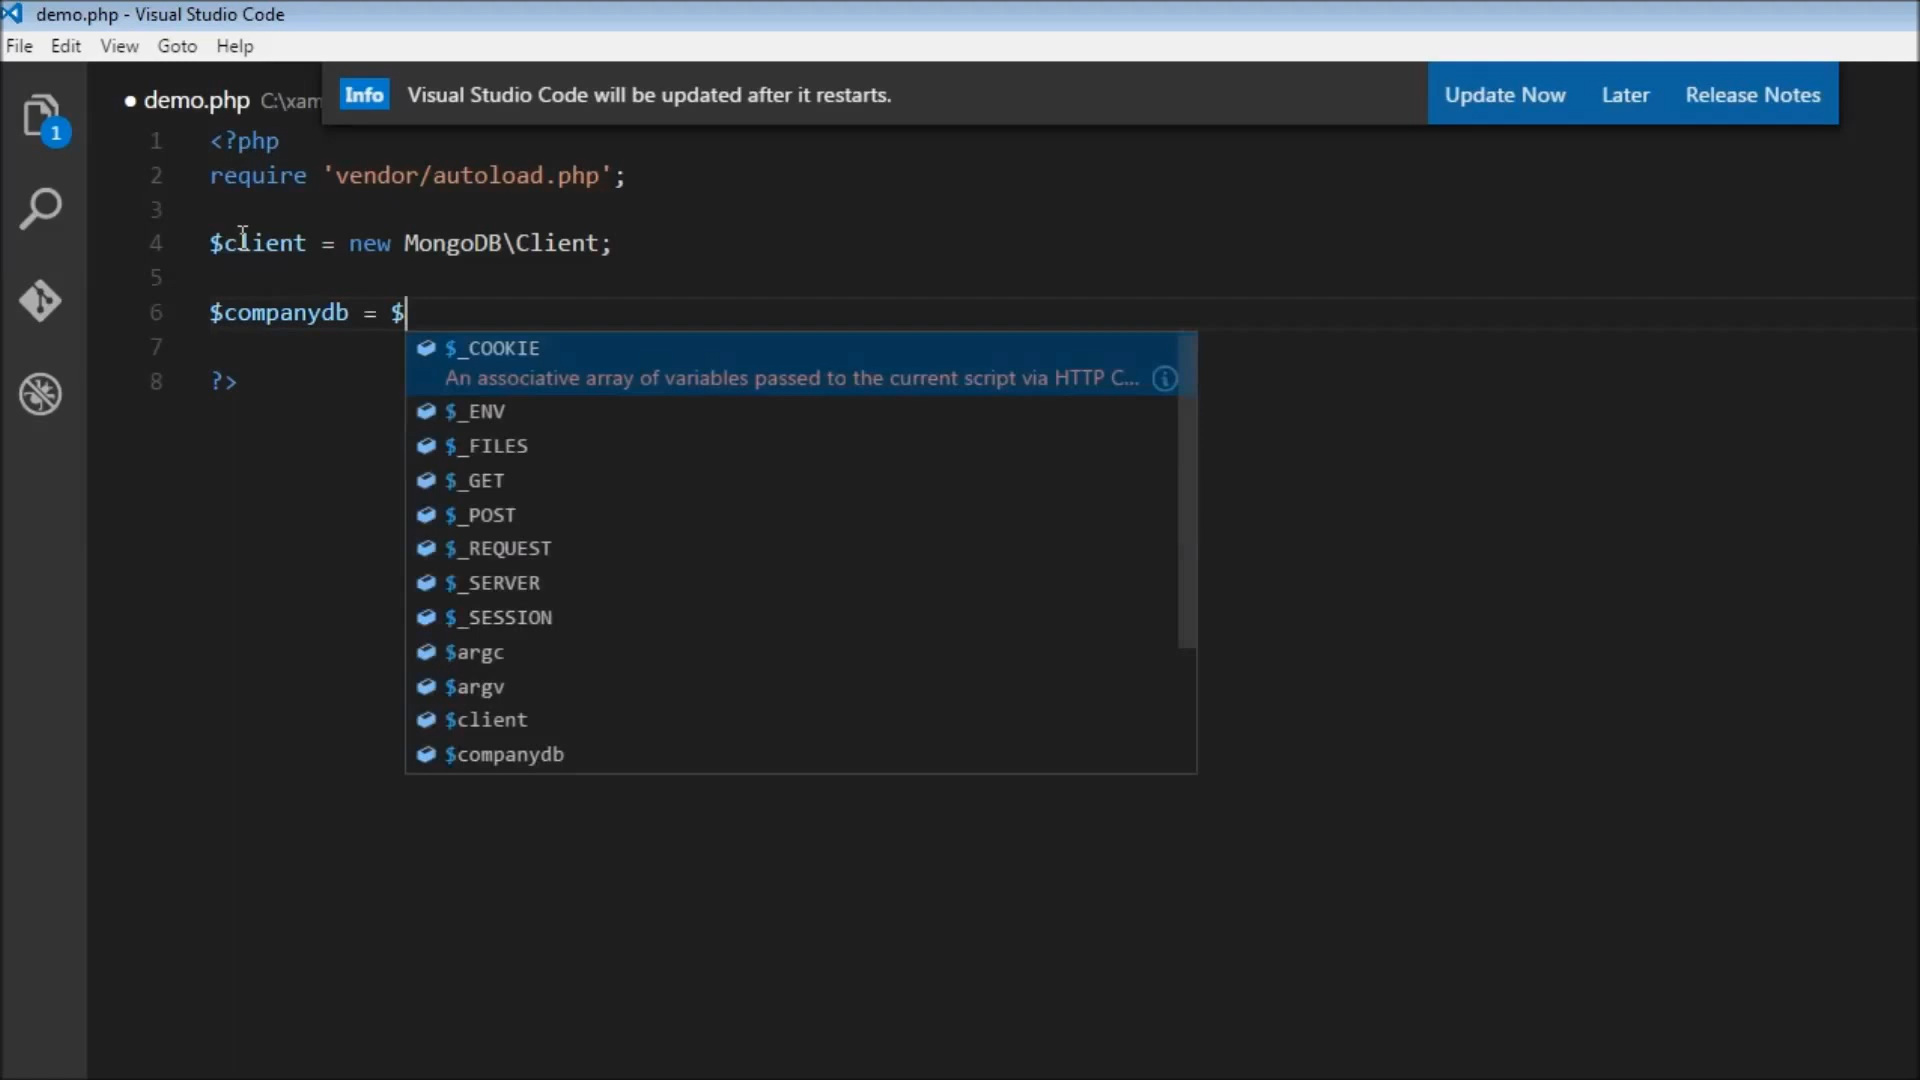 demo.php - Visual Studio Code
File Edit View Goto Help
Info Visual Studio Code will be updated after it restarts. Update Now Later Release Notes
● demo.php C:\xam
1
1 <?php
2 require 'vendor/autoload.php';
3
4 $client = new MongoDB\Client;
5
6 $companydb = $
7
8 ?>
$_COOKIE
An associative array of variables passed to the current script via HTTP C...
$_ENV
$_FILES
$_GET
$_POST
$_REQUEST
$_SERVER
$_SESSION
$argc
$argv
$client
$companydb